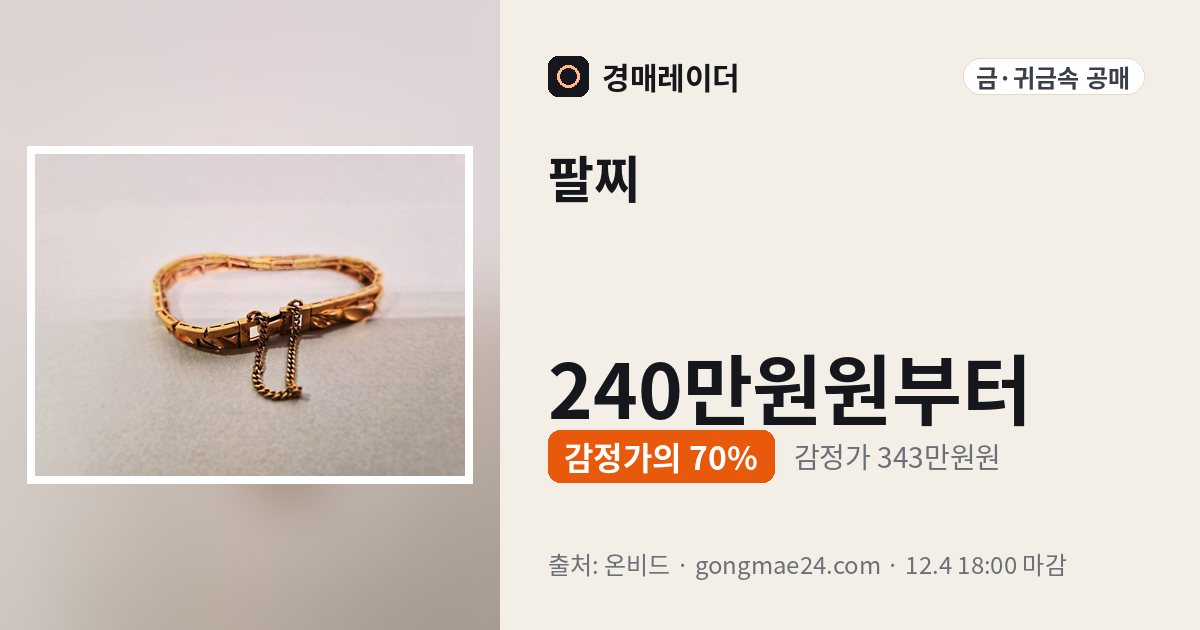 경매레이더
금·귀금속 공매
팔찌
240만원원부터
감정가의 70%
감정가 343만원원
출처: 온비드 · gongmae24.com · 12.4 18:00 마감